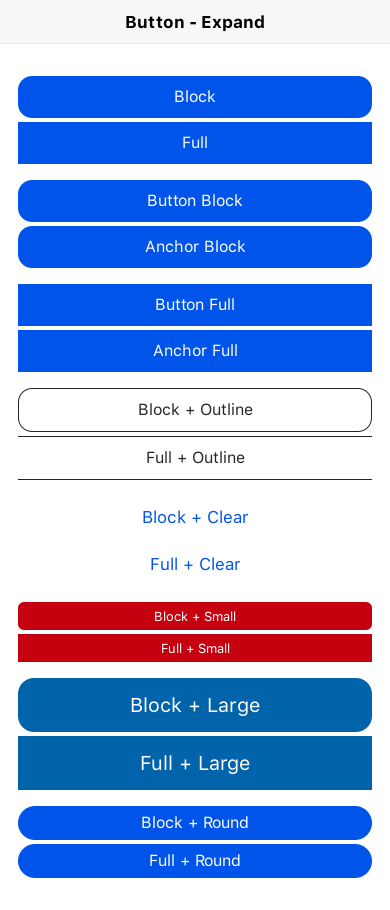 Button - Expand
Block
Full
Button Block
Anchor Block
Button Full
Anchor Full
Block + Outline
Full + Outline
Block + Clear
Full + Clear
Block + Small
Full + Small
Block + Large
Full + Large
Block + Round
Full + Round